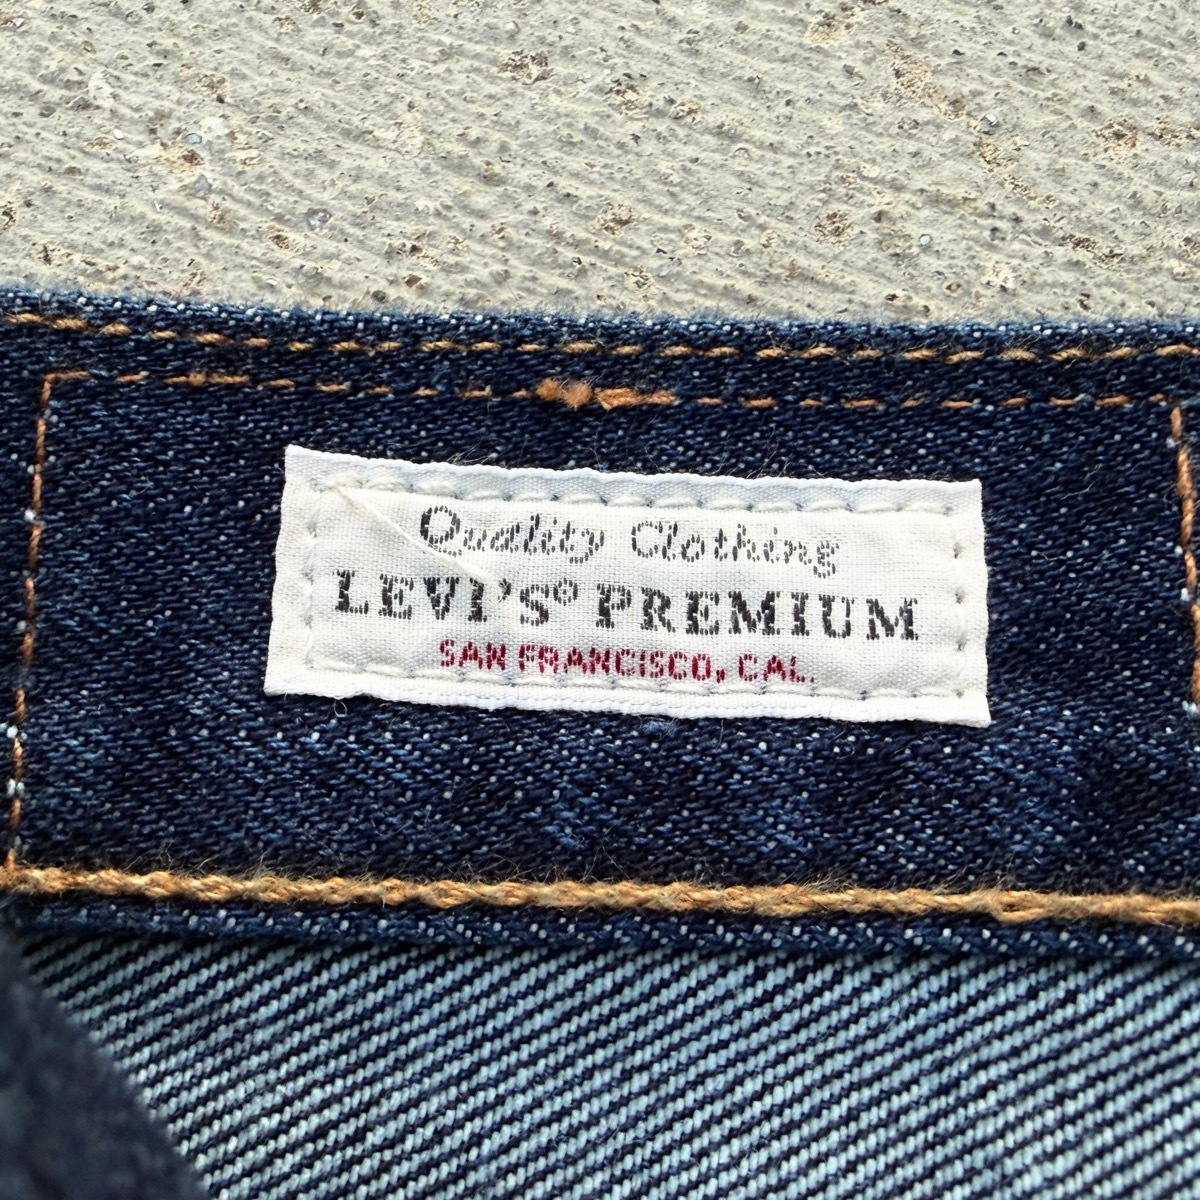 Quality Clothing
LEVI'S® PREMIUM
SAN FRANCISCO, CAL.